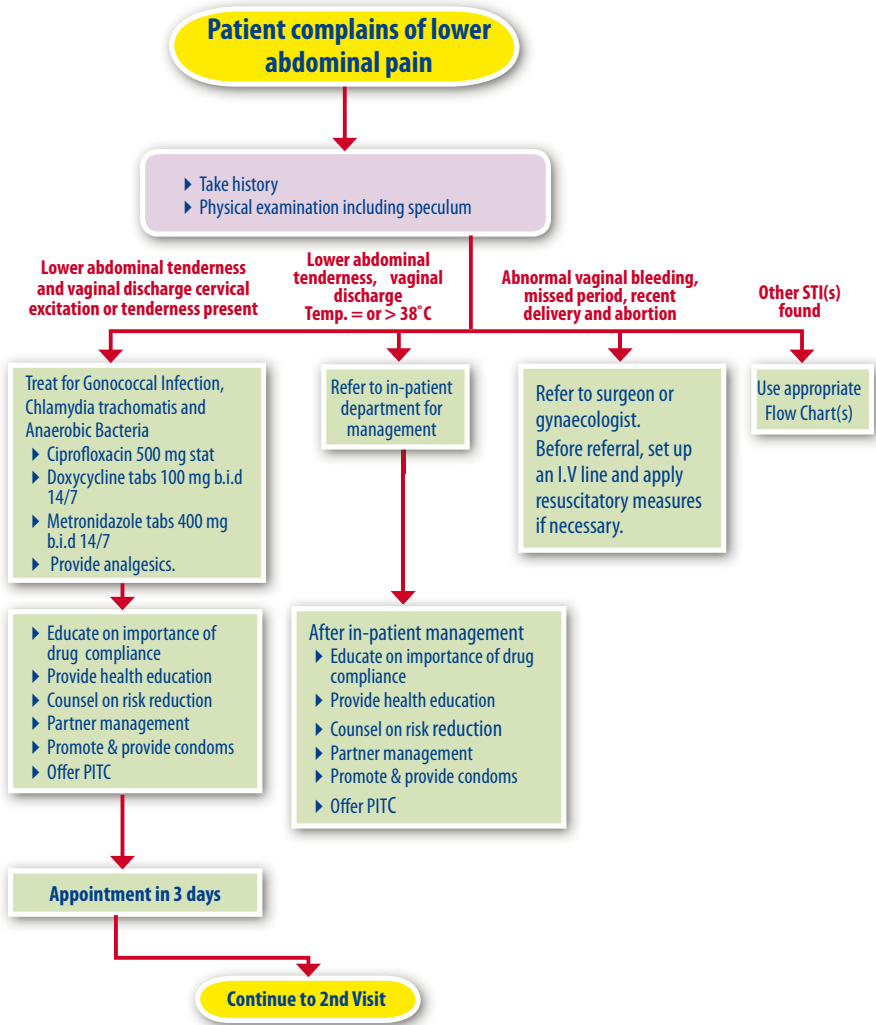 Patient complains of lower
abdominal pain
Take history
Physical examination including speculum
Lower abdominal tenderness
and vaginal discharge cervical
excitation or tenderness present
Lower abdominal
tenderness, vaginal
discharge
Temp. = or > 38˚C
Abnormal vaginal bleeding,
missed period, recent
delivery and abortion
Other STI(s)
found
Treat for Gonococcal Infection,
Chlamydia trachomatis and
Anaerobic Bacteria
Ciprofloxacin 500 mg stat
Doxycycline tabs 100 mg b.i.d
14/7
Metronidazole tabs 400 mg
b.i.d 14/7
Provide analgesics.
Refer to in-patient
department for
management
Refer to surgeon or
gynaecologist.
Before referral, set up
an I.V line and apply
resuscitatory measures
if necessary.
Use appropriate
Flow Chart(s)
Educate on importance of
drug compliance
Provide health education
Counsel on risk reduction
Partner management
Promote & provide condoms
Offer PITC
After in-patient management
Educate on importance of drug
compliance
Provide health education
Counsel on risk reduction
Partner management
Promote & provide condoms
Offer PITC
Appointment in 3 days
Continue to 2nd Visit